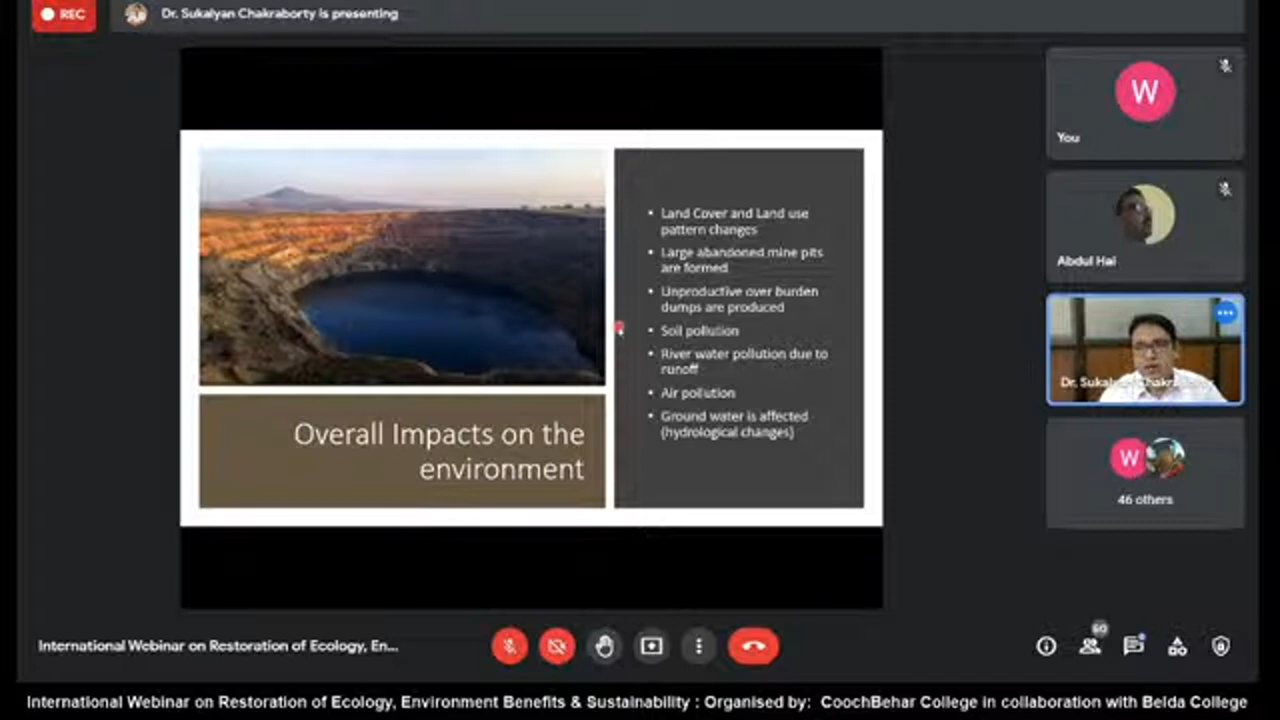 REC
Dr. Sukalyan Chakraborty is presenting
W
You
Abdul Hai
Dr. Sukalyan Chakraborty
W
46 others
• Land Cover and Land use
pattern changes
• Large abandoned mine pits
are formed
• Unproductive over burden
dumps are produced
• Soil pollution
• River water pollution due to
runoff
• Air pollution
• Ground water is affected
(hydrological changes)
Overall Impacts on the
environment
International Webinar on Restoration of Ecology, En...
60
International Webinar on Restoration of Ecology, Environment Benefits & Sustainability : Organised by: CoochBehar College in collaboration with Belda College